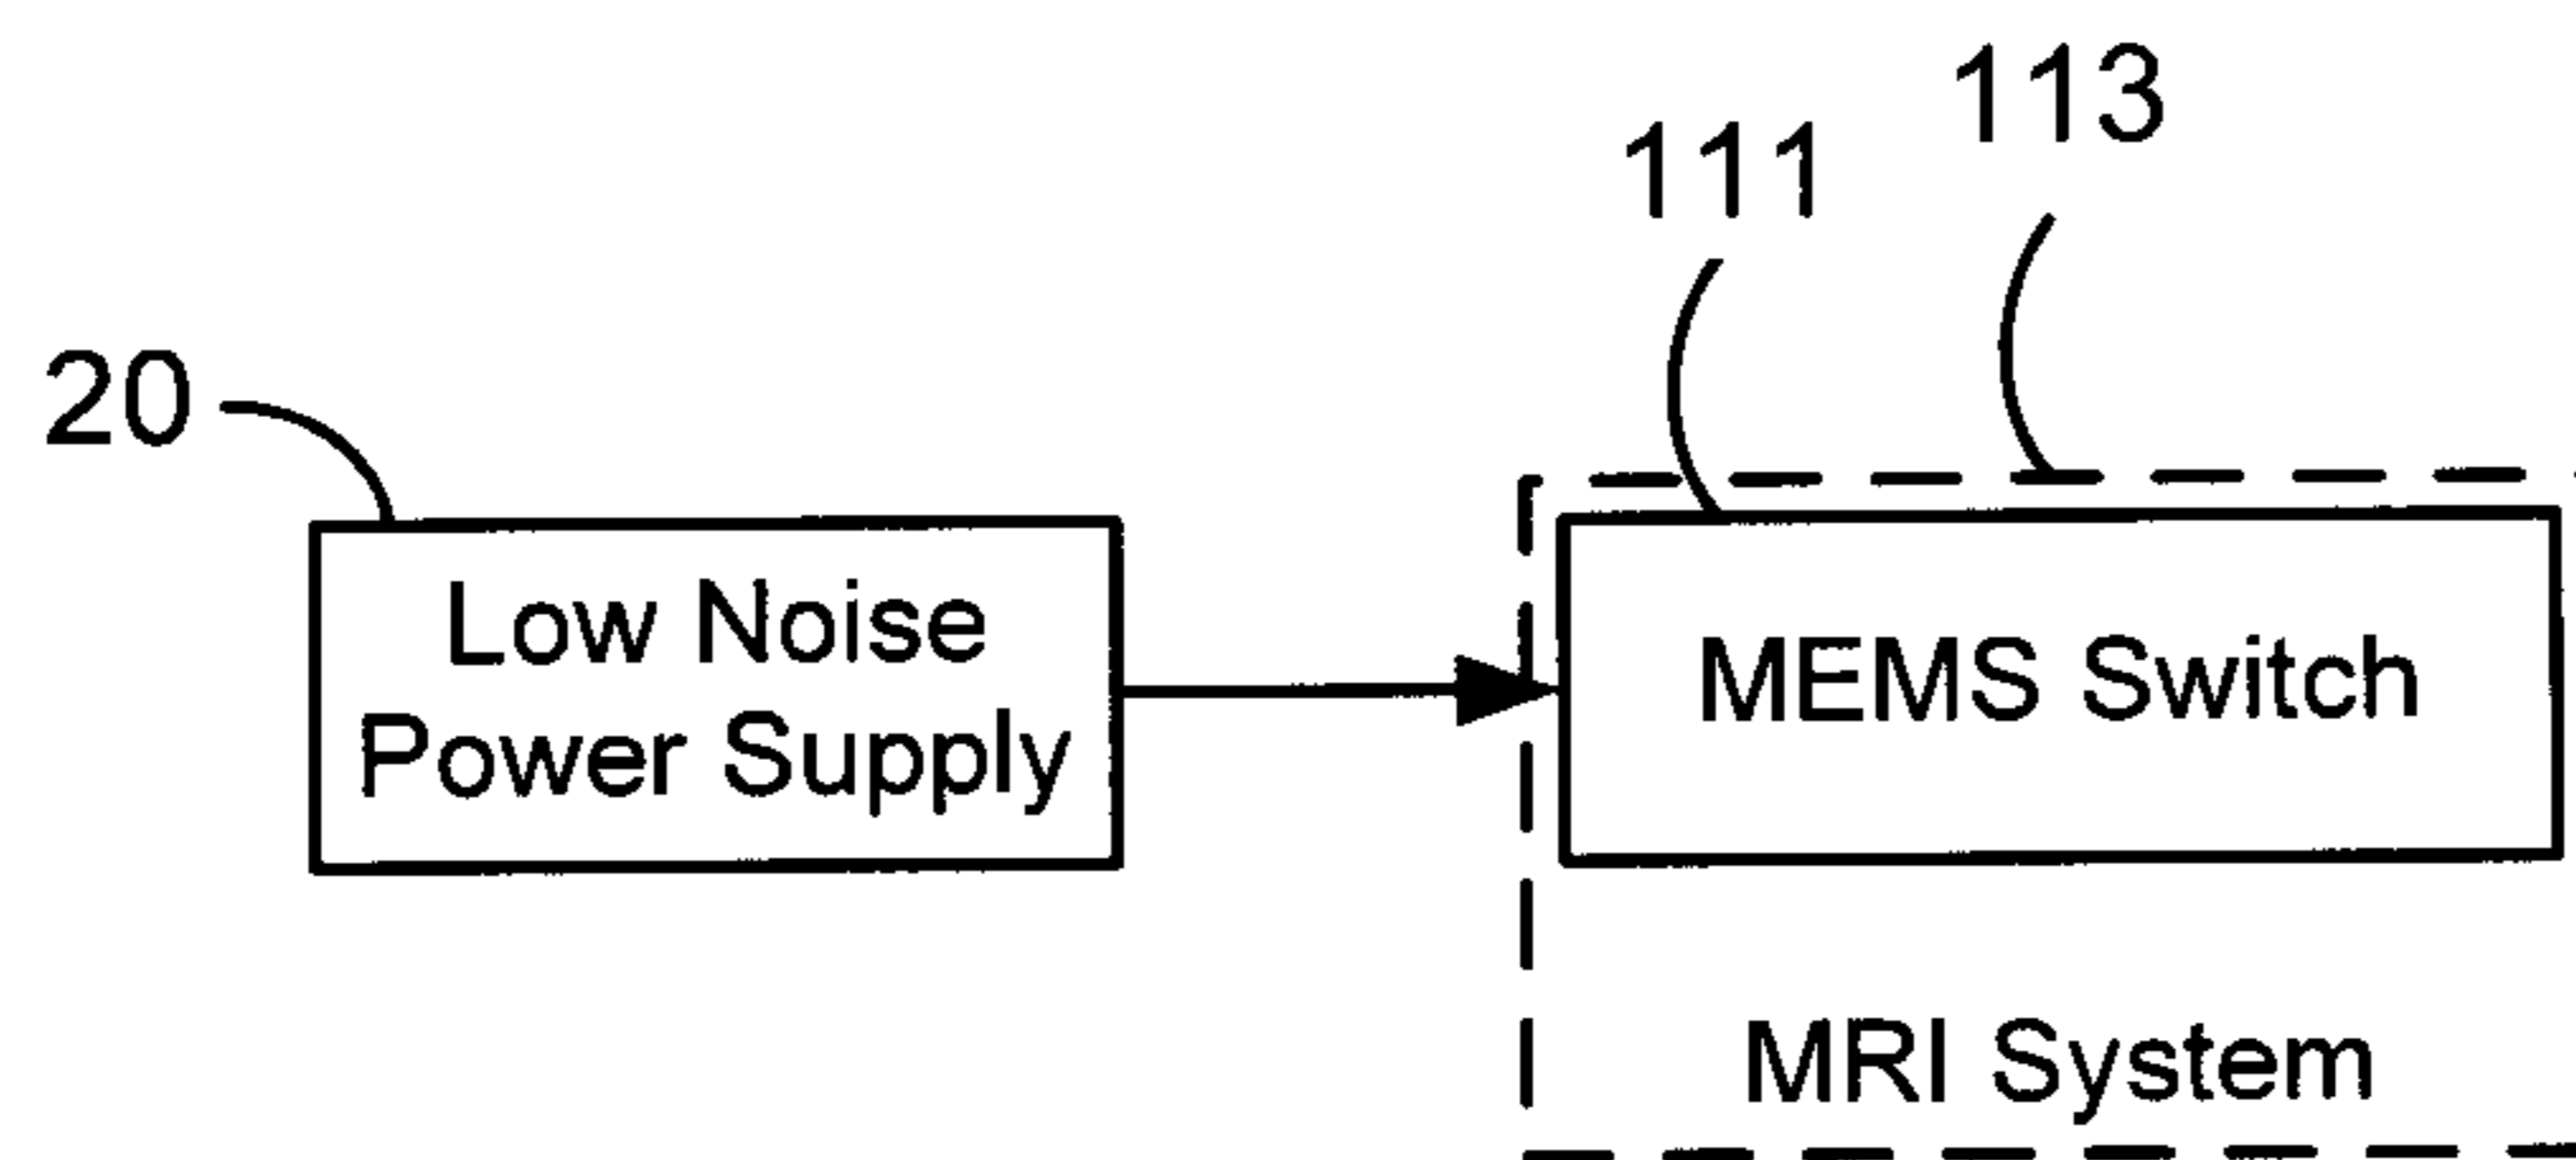 113
111
20
Low Noise
Power Supply
MEMS Switch
MRI System